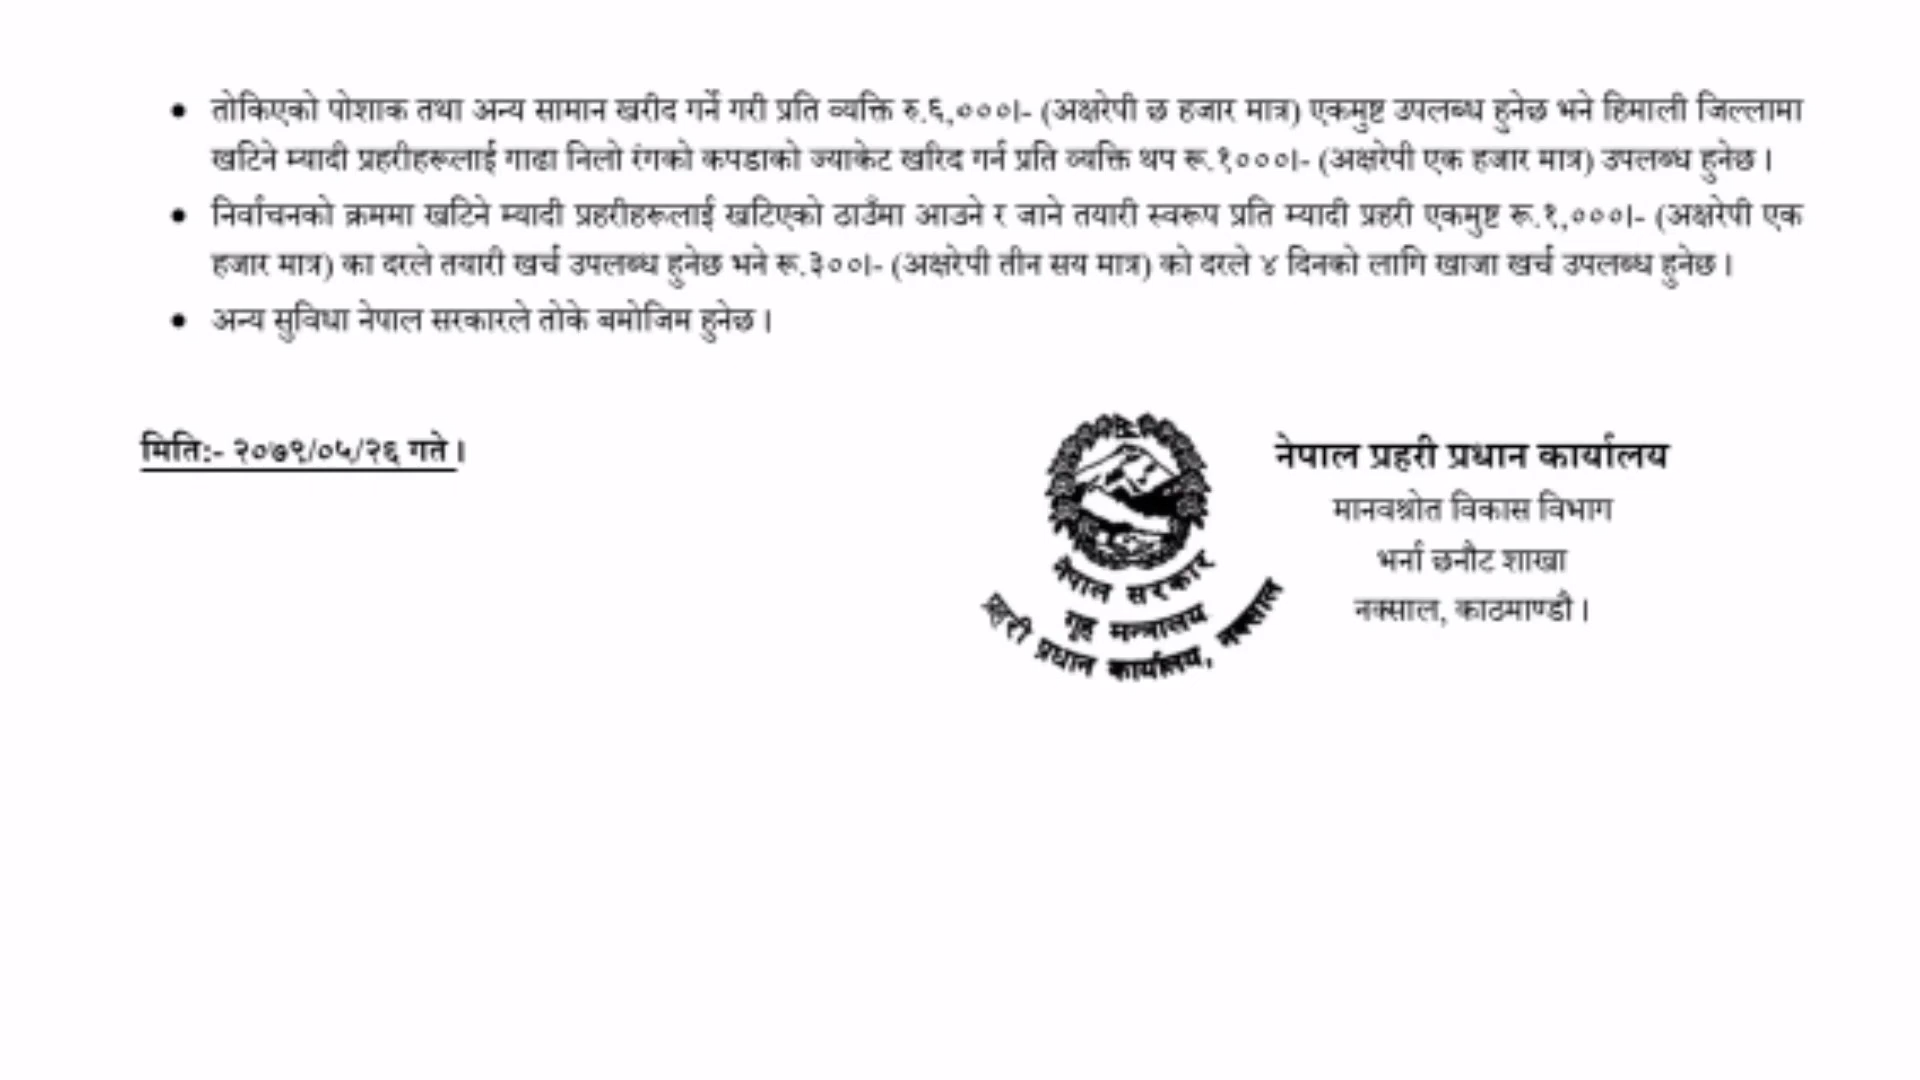 • तोकिएको पोशाक तथा अन्य सामान खरीद गर्ने गरी प्रति व्यक्ति रु.६,०००।- (अक्षरेपी छ हजार मात्र) एकमुष्ट उपलब्ध हुनेछ भने हिमाली जिल्लामा
खटिने म्यादी प्रहरीहरूलाई गाढा निलो रंगको कपडाको ज्याकेट खरिद गर्न प्रति व्यक्ति थप रू.१०००।- (अक्षरेपी एक हजार मात्र) उपलब्ध हुनेछ ।
• निर्वाचनको क्रममा खटिने म्यादी प्रहरीहरूलाई खटिएको ठाउँमा आउने र जाने तयारी स्वरूप प्रति म्यादी प्रहरी एकमुष्ट रू.१,०००।- (अक्षरेपी एक
हजार मात्र) का दरले तयारी खर्च उपलब्ध हुनेछ भने रू.३००।- (अक्षरेपी तीन सय मात्र) को दरले ४ दिनको लागि खाजा खर्च उपलब्ध हुनेछ ।
• अन्य सुविधा नेपाल सरकारले तोके बमोजिम हुनेछ ।
मिति:- २०७९/०५/२६ गते ।
नेपाल सरकार
गृह मन्त्रालय
प्रहरी प्रधान कार्यालय, नक्साल
नेपाल प्रहरी प्रधान कार्यालय
मानवश्रोत विकास विभाग
भर्ना छनौट शाखा
नक्साल, काठमाण्डौ ।